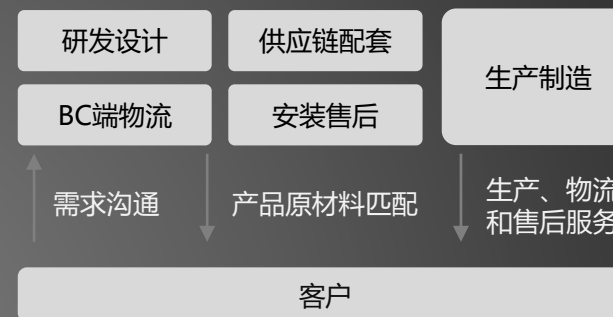 研发设计
供应链配套
生产制造
BC端物流
安装售后
需求沟通
产品原材料匹配
生产、物流
和售后服务
客户